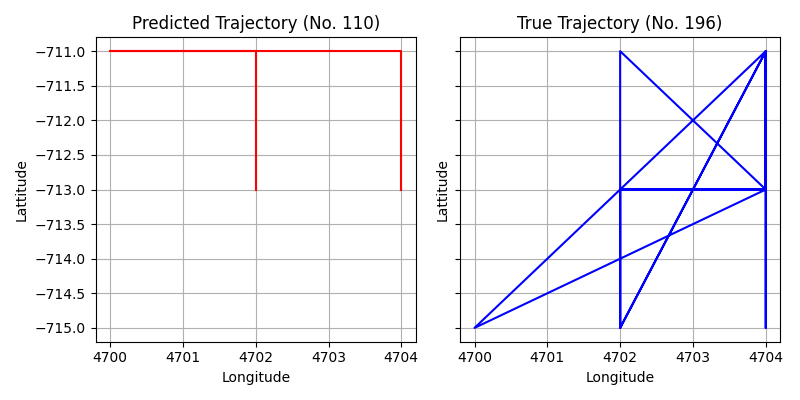 Predicted Trajectory (No. 110)
True Trajectory (No. 196)
−711.0
−711.5
−712.0
−712.5
−713.0
−713.5
−714.0
−714.5
−715.0
Lattitude
Lattitude
4700 4701 4702 4703 4704
4700 4701 4702 4703 4704
Longitude
Longitude